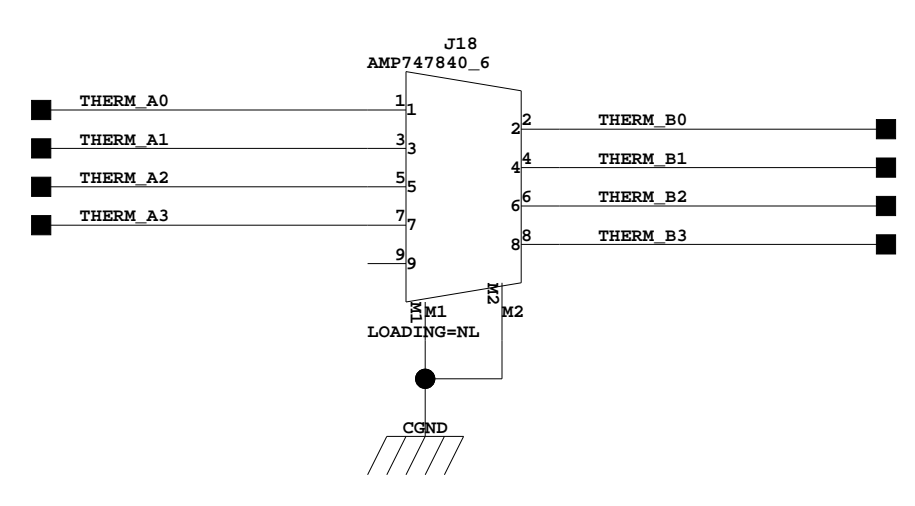 J18
AMP747840_6
THERM_A0 1 1
2 2 THERM_B0
THERM_A1 3 3
4 4 THERM_B1
THERM_A2 5 5
6 6 THERM_B2
THERM_A3 7 7
8 8 THERM_B3
9 9
M1 M1 M2 M2
LOADING=NL
CGND